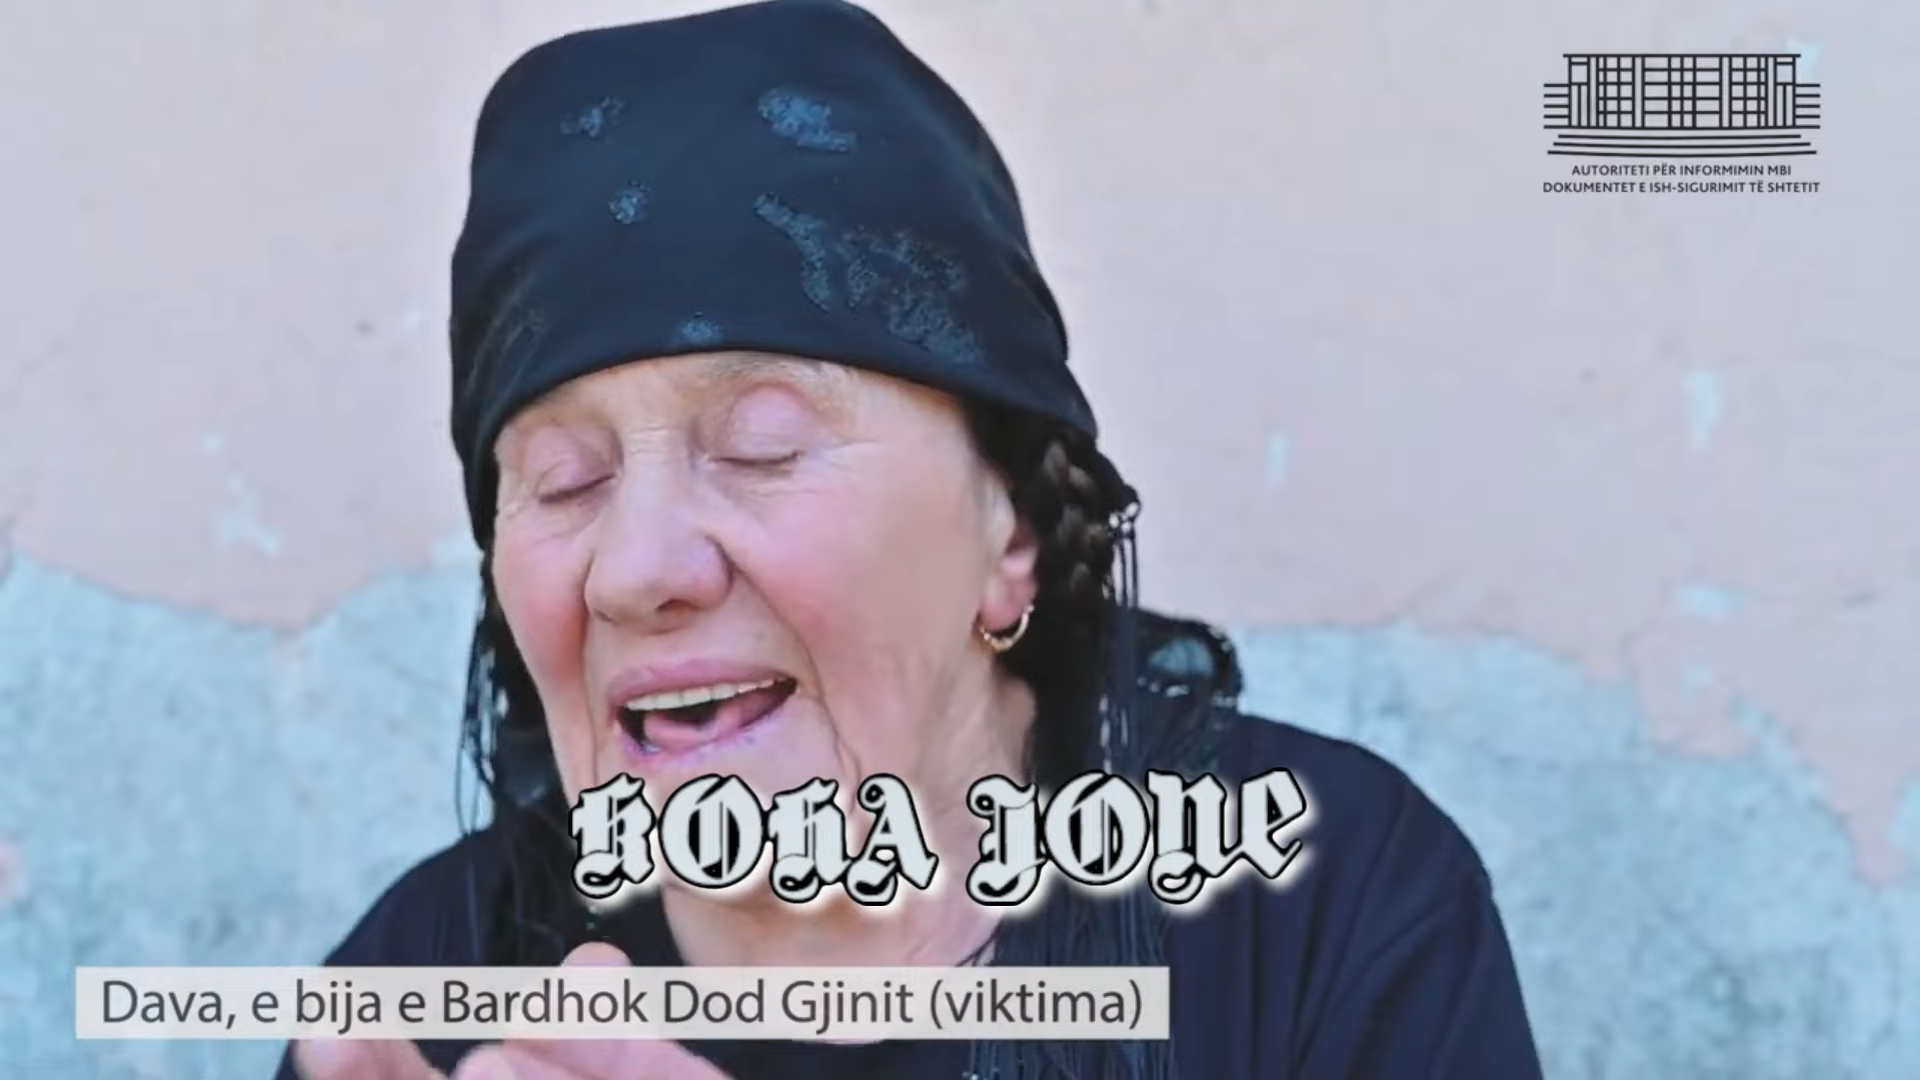 AUTORITETI PËR INFORMIMIN MBI
DOKUMENTET E ISH-SIGURIMIT TË SHTETIT
KOHA JONE
Dava, e bija e Bardhok Dod Gjinit (viktima)